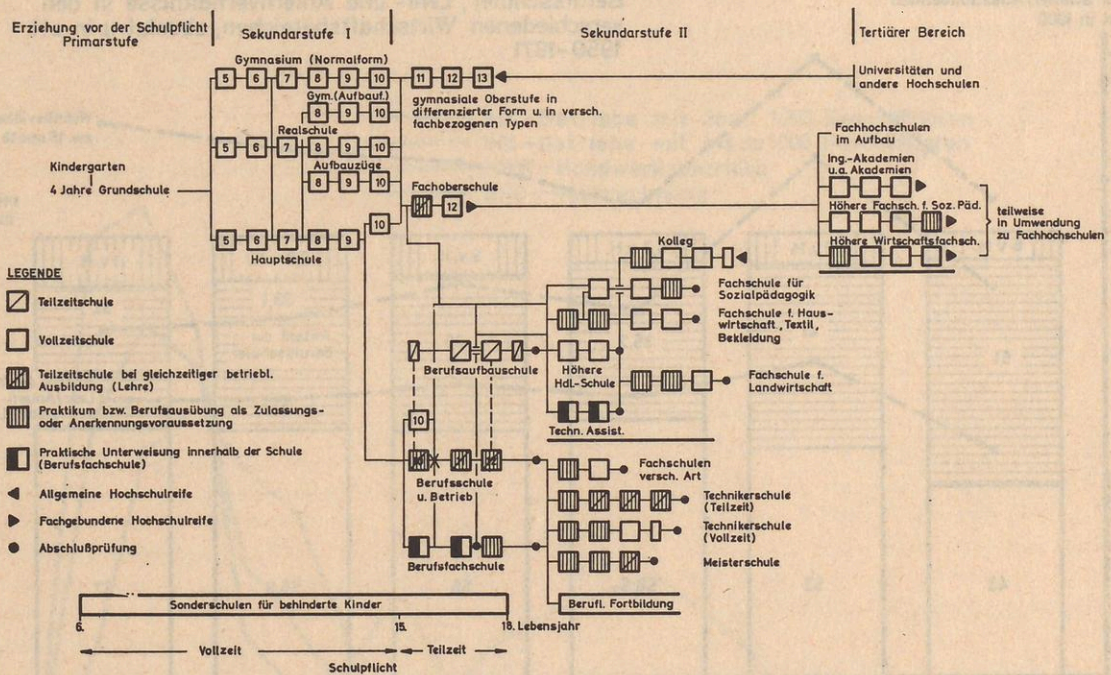 Erziehung vor der Schulpflicht
Primarstufe
Sekundarstufe I
Sekundarstufe II
Tertiärer Bereich
Gymnasium (Normalform)
5 6 7 8 9 10
11 12 13
Universitäten und
andere Hochschulen
Gym.(Aufbauf.)
8 9 10
gymnasiale Oberstufe in
differenzierter Form u. in versch.
fachbezogenen Typen
Realschule
5 6 7 8 9 10
Aufbauzüge
8 9 10
Kindergarten
4 Jahre Grundschule
Fachoberschule
12
10
5 6 7 8 9
Hauptschule
Fachhochschulen
im Aufbau
Ing.-Akademien
u.a. Akademien
Höhere Fachsch. f. Soz. Päd.
Höhere Wirtschaftsfachsch.
teilweise
in Umwendung
zu Fachhochschulen
LEGENDE
Teilzeitschule
Vollzeitschule
Teilzeitschule bei gleichzeitiger betriebl.
Ausbildung (Lehre)
Praktikum bzw. Berufsausübung als Zulassungs-
oder Anerkennungsvoraussetzung
Praktische Unterweisung innerhalb der Schule
(Berufsfachschule)
Allgemeine Hochschulreife
Fachgebundene Hochschulreife
Abschlußprüfung
Kolleg
Fachschule für
Sozialpädagogik
Fachschule f. Haus-
wirtschaft, Textil,
Bekleidung
Berufsaufbauschule
Höhere
Hdl-Schule
Fachschule f.
Landwirtschaft
10
Techn. Assist.
Berufsschule
u. Betrieb
Fachschulen
versch. Art
Technikerschule
(Teilzeit)
Technikerschule
(Vollzeit)
Berufsfachschule
Meisterschule
Berufl. Fortbildung
Sonderschulen für behinderte Kinder
6.
15.
18. Lebensjahr
Vollzeit
Teilzeit
Schulpflicht